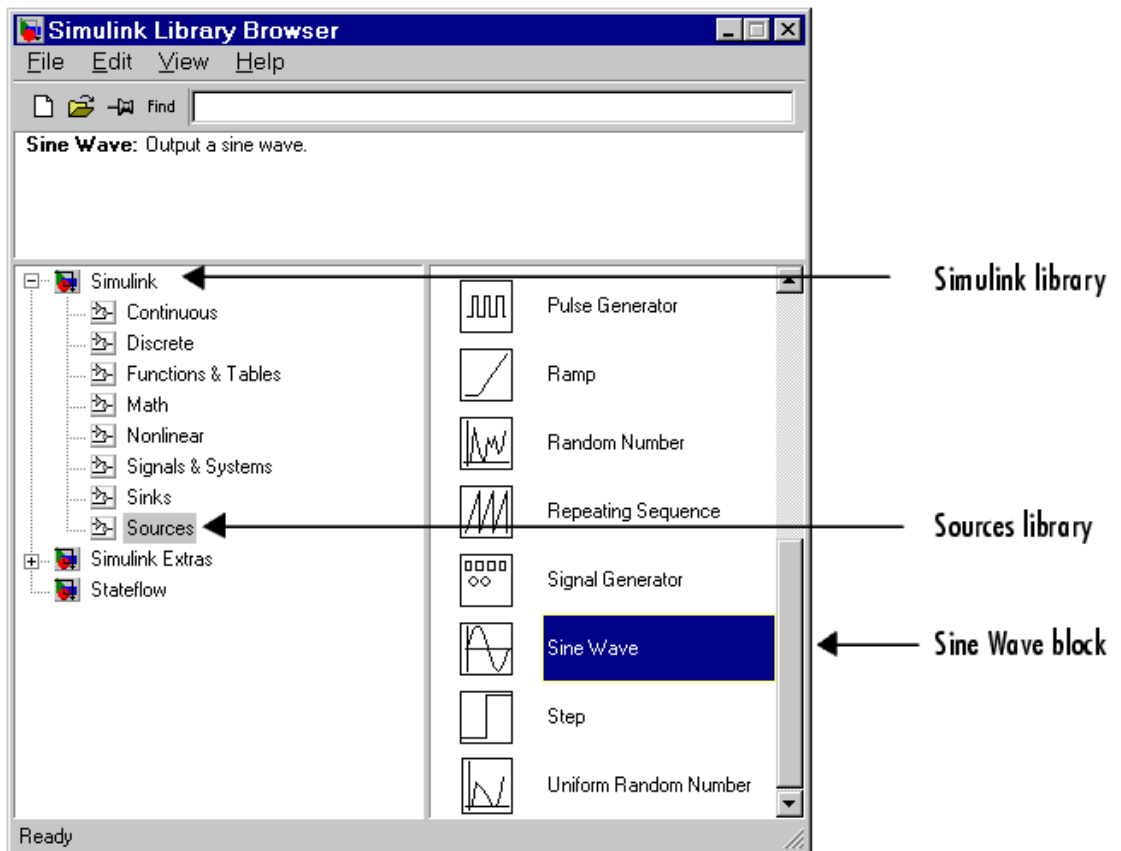 Simulink Library Browser
File Edit View Help
Find
Sine Wave: Output a sine wave.
Simulink
Continuous
Discrete
Functions & Tables
Math
Nonlinear
Signals & Systems
Sinks
Sources
Simulink Extras
Stateflow
Pulse Generator
Ramp
Random Number
Repeating Sequence
Signal Generator
Sine Wave
Step
Uniform Random Number
Ready
Simulink library
Sources library
Sine Wave block